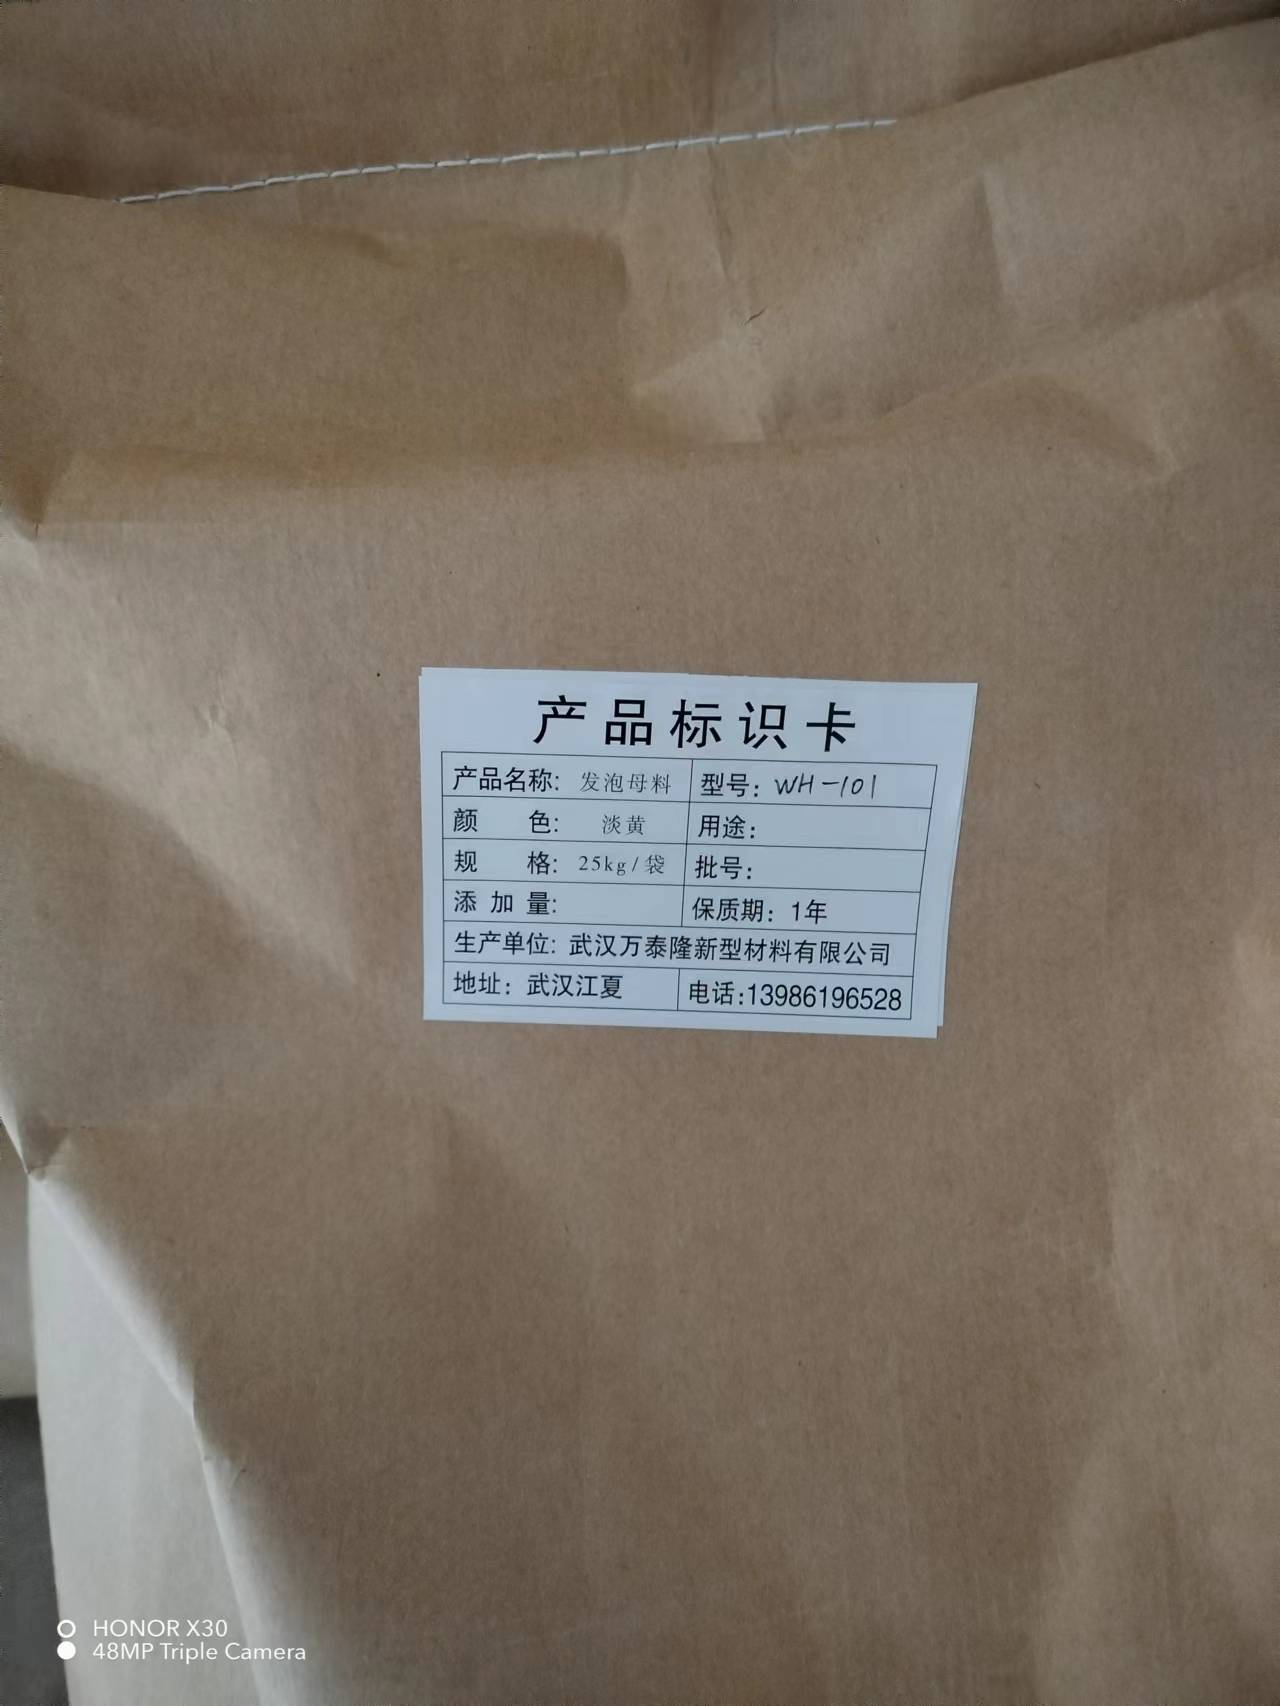 产品标识卡
产品名称: 发泡母料 型号: WH-101
颜 色: 淡黄 用途:
规 格: 25kg/袋 批号:
添加量: 保质期: 1年
生产单位: 武汉万泰隆新型材料有限公司
地址: 武汉江夏 电话:13986196528
HONOR X30
48MP Triple Camera